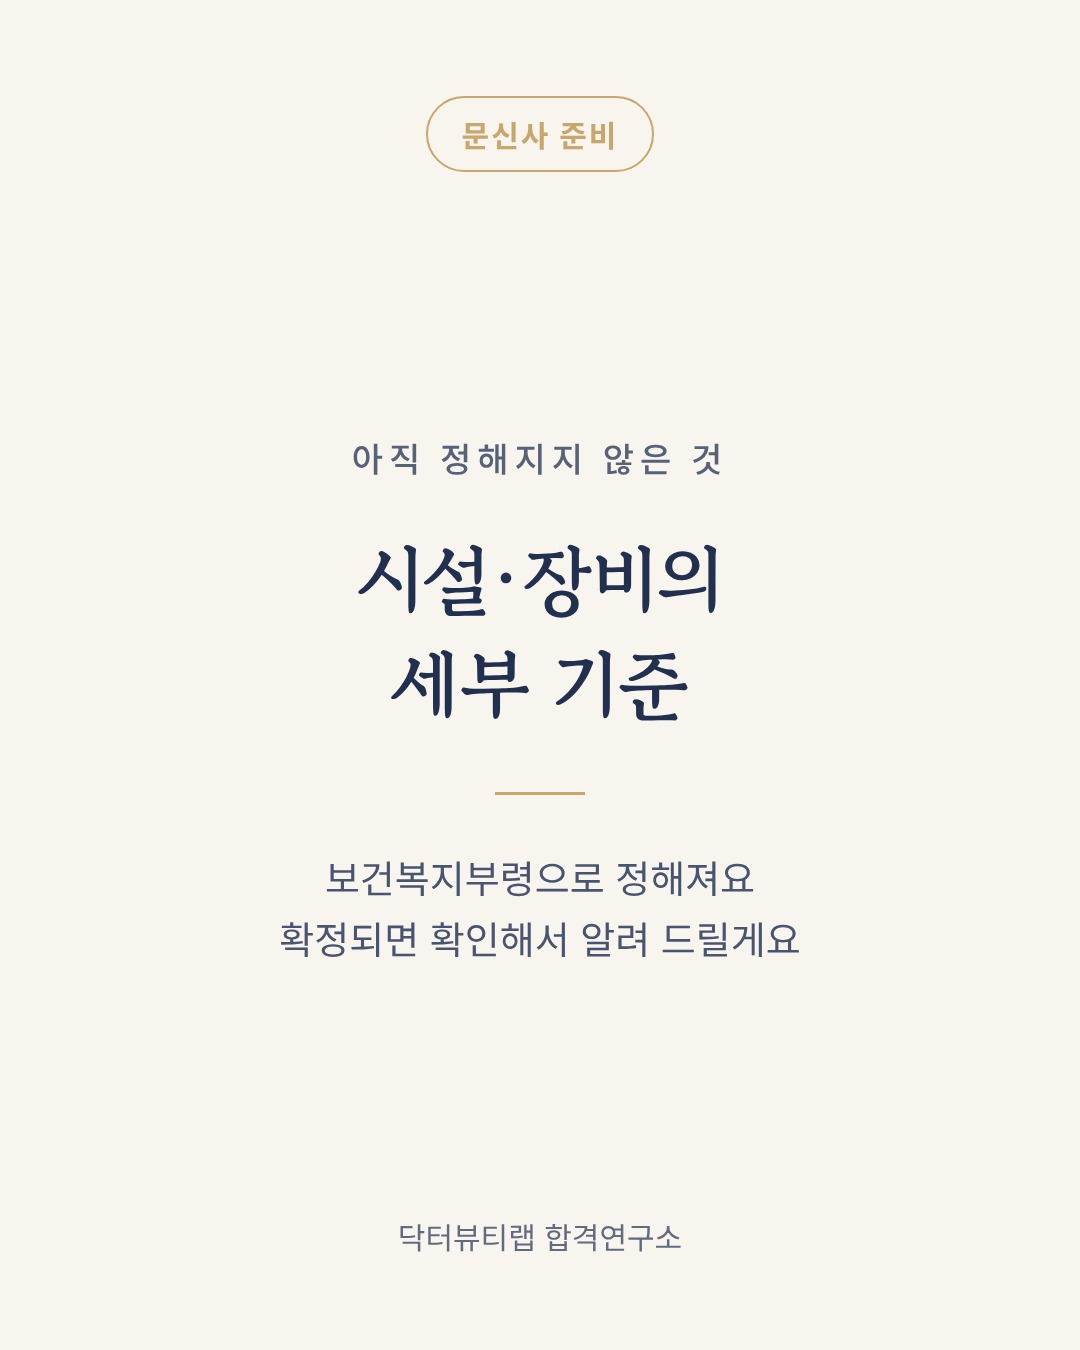 문신사 준비
아직 정해지지 않은 것
시설·장비의
세부 기준
보건복지부령으로 정해져요
확정되면 확인해서 알려 드릴게요
닥터뷰티랩 합격연구소